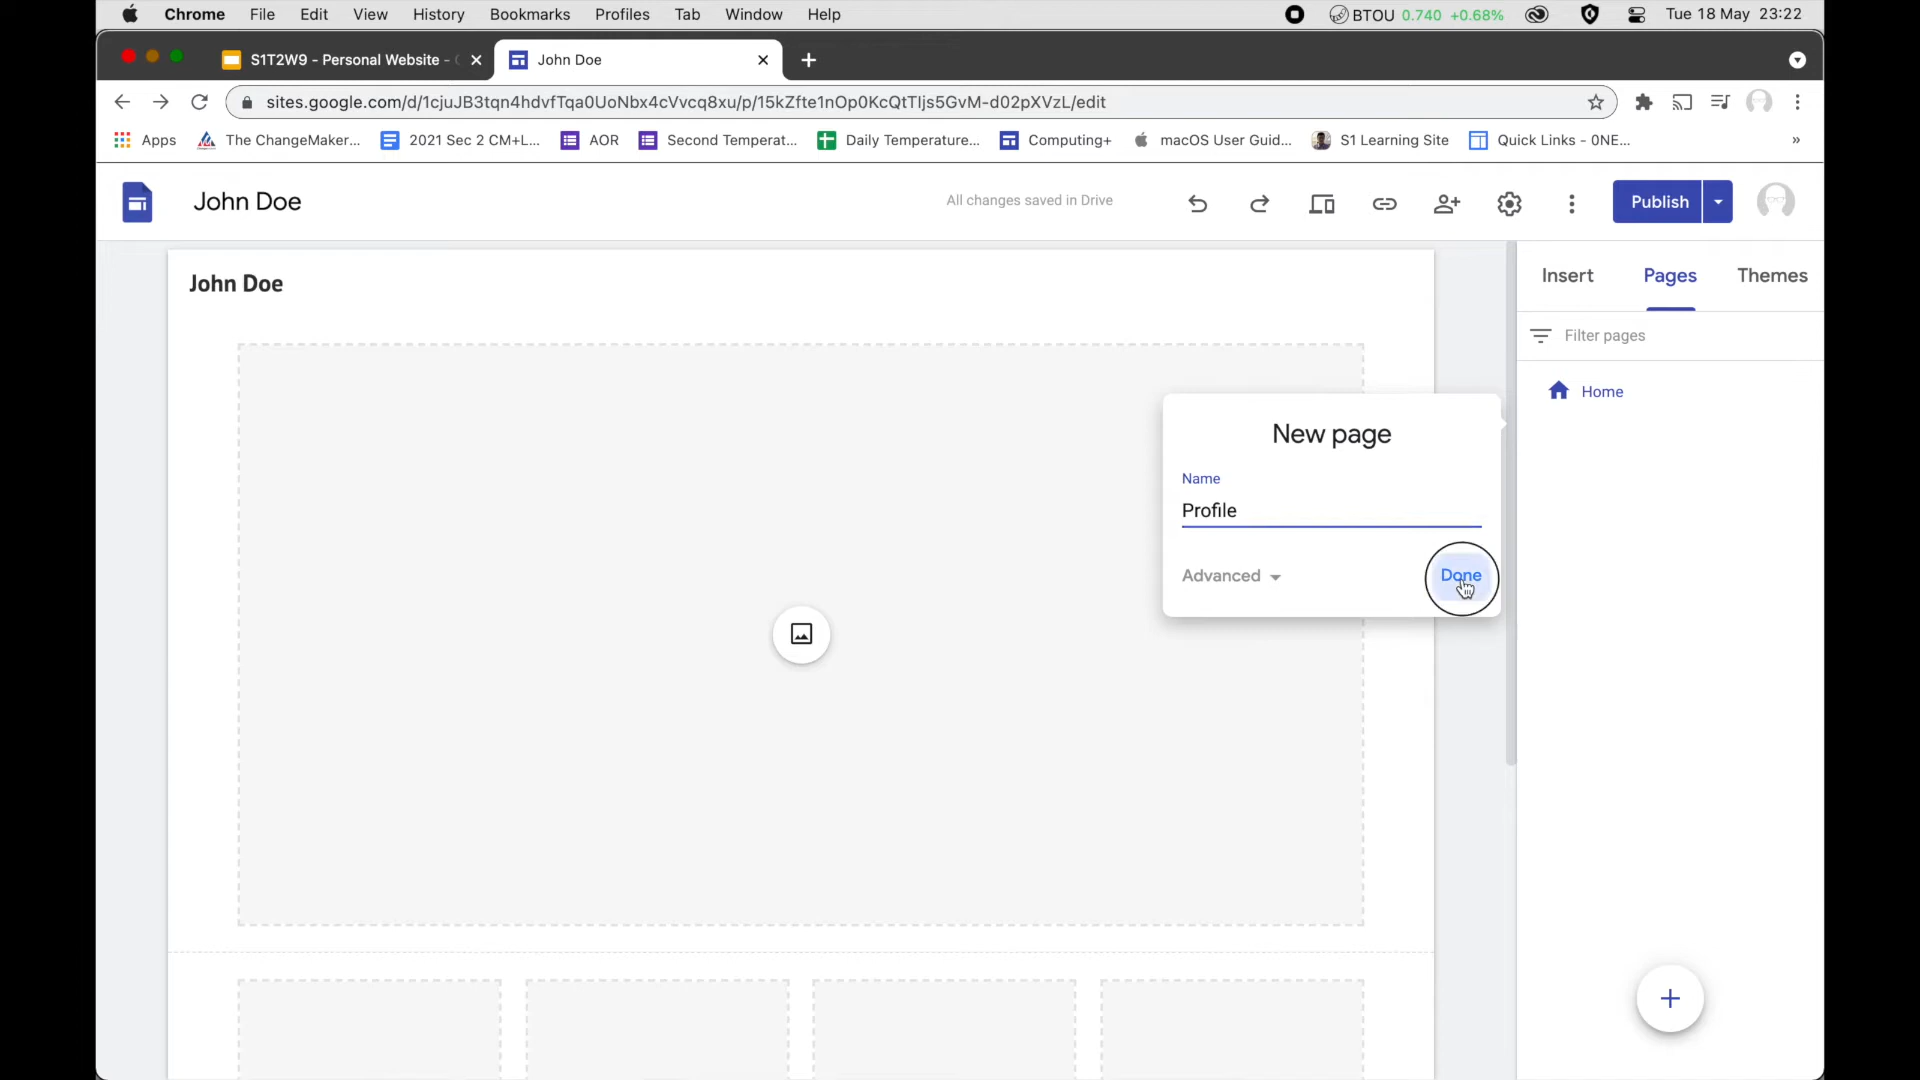 Chrome File Edit View History Bookmarks Profiles Tab Window Help BTOU 0.740 +0.68% Tue 18 May 23:22
S1T2W9 - Personal Website - John Doe
sites.google.com/d/1cjuJB3tqn4hdvfTqa0UoNbx4cVvcq8xu/p/15kZfte1nOp0KcQtTIjs5GvM-d02pXVzL/edit
Apps The ChangeMaker... 2021 Sec 2 CM+L... AOR Second Temperat... Daily Temperature... Computing+ macOS User Guid... S1 Learning Site Quick Links - 0NE... »
John Doe All changes saved in Drive Publish
John Doe
Insert Pages Themes
Filter pages
Home
New page
Name
Profile
Advanced Done